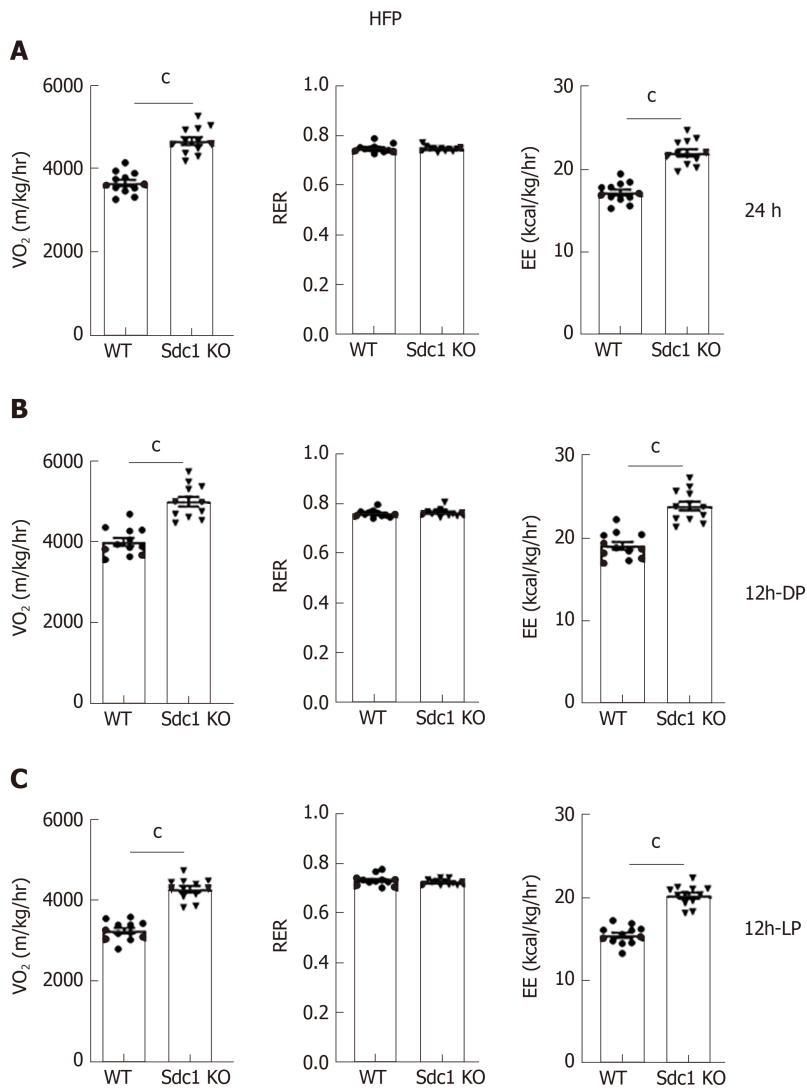 HFP
A
c
6000
4000
2000
0
VO₂ (m/kg/hr)
WT Sdc1 KO
1.0
0.8
0.6
0.4
0.2
0.0
RER
WT Sdc1 KO
c
30
20
10
0
EE (kcal/kg/hr)
WT Sdc1 KO
24 h
B
c
6000
4000
2000
0
VO₂ (m/kg/hr)
WT Sdc1 KO
1.0
0.8
0.6
0.4
0.2
0.0
RER
WT Sdc1 KO
c
30
20
10
0
EE (kcal/kg/hr)
WT Sdc1 KO
12h-DP
C
c
6000
4000
2000
0
VO₂ (m/kg/hr)
WT Sdc1 KO
1.0
0.8
0.6
0.4
0.2
0.0
RER
WT Sdc1 KO
c
30
20
10
0
EE (kcal/kg/hr)
WT Sdc1 KO
12h-LP